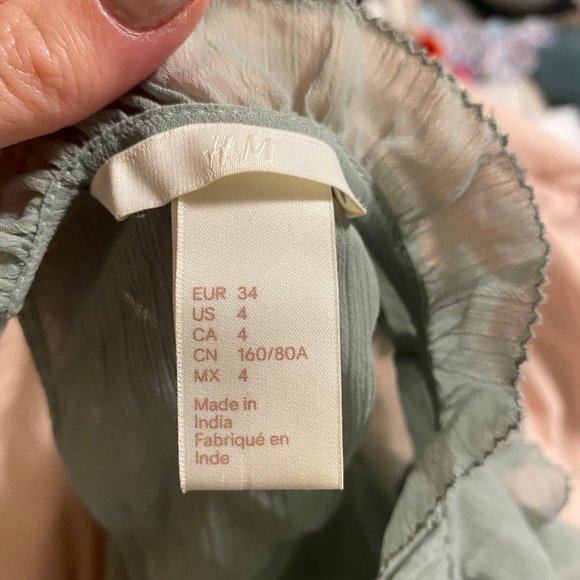 H&M
EUR 34
US 4
CA 4
CN 160/80A
MX 4
Made in
India
Fabriqué en
Inde